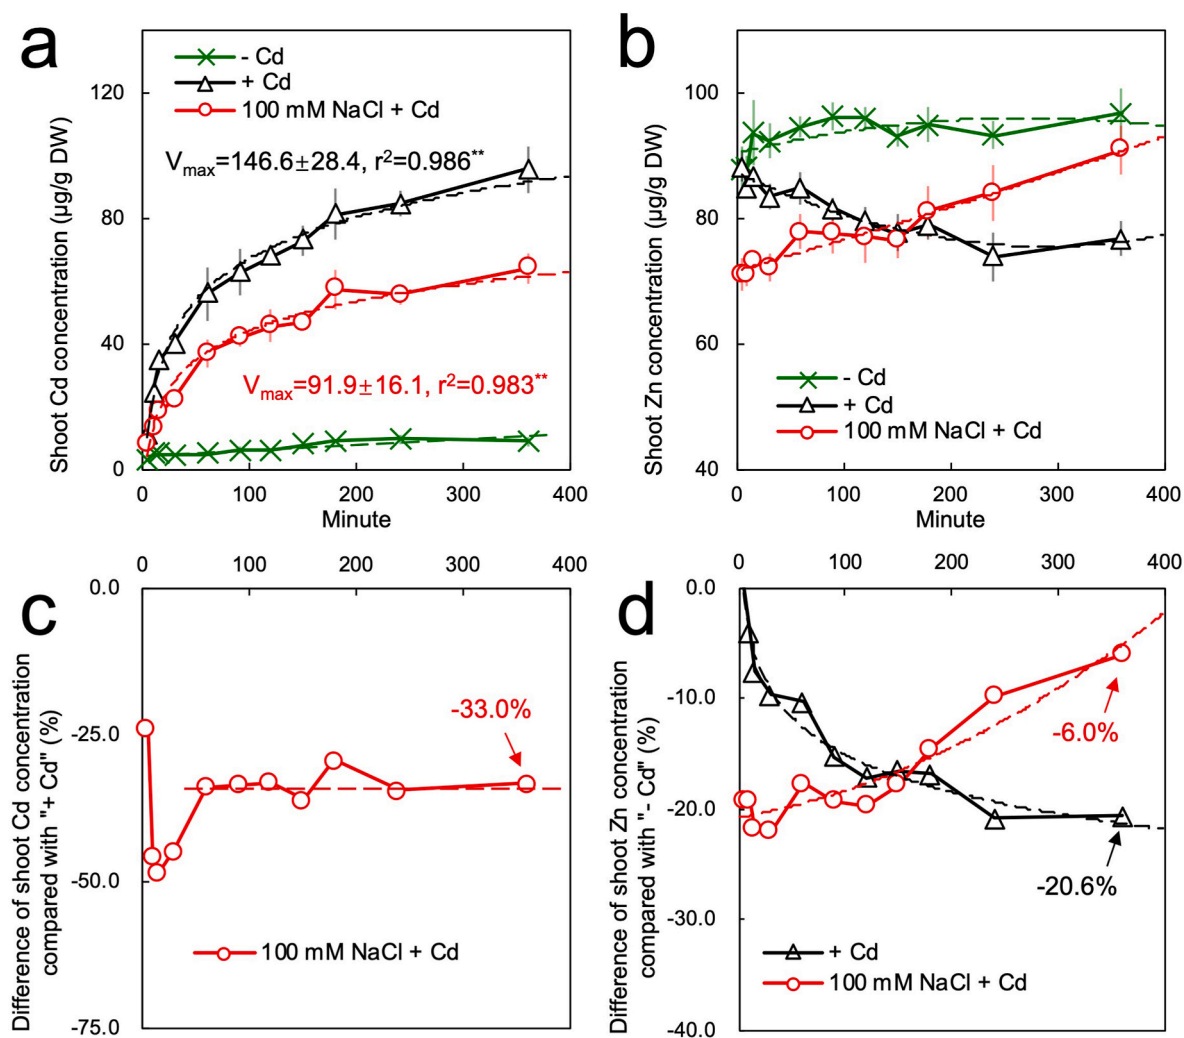 a
- Cd
+ Cd
100 mM NaCl + Cd
Vmax=146.6±28.4, r²=0.986**
Vmax=91.9±16.1, r²=0.983**
120
80
40
0
0 100 200 300 400
Minute
Shoot Cd concentration (µg/g DW)
b
100
80
60
40
- Cd
+ Cd
100 mM NaCl + Cd
0 100 200 300 400
Minute
Shoot Zn concentration (µg/g DW)
c
0 100 200 300 400
0.0
-25.0
-50.0
-75.0
-33.0%
100 mM NaCl + Cd
Difference of shoot Cd concentration
compared with "+ Cd" (%)
d
0 100 200 300 400
0.0
-10.0
-20.0
-30.0
-40.0
-6.0%
-20.6%
+ Cd
100 mM NaCl + Cd
Difference of shoot Zn concentration
compared with "- Cd" (%)